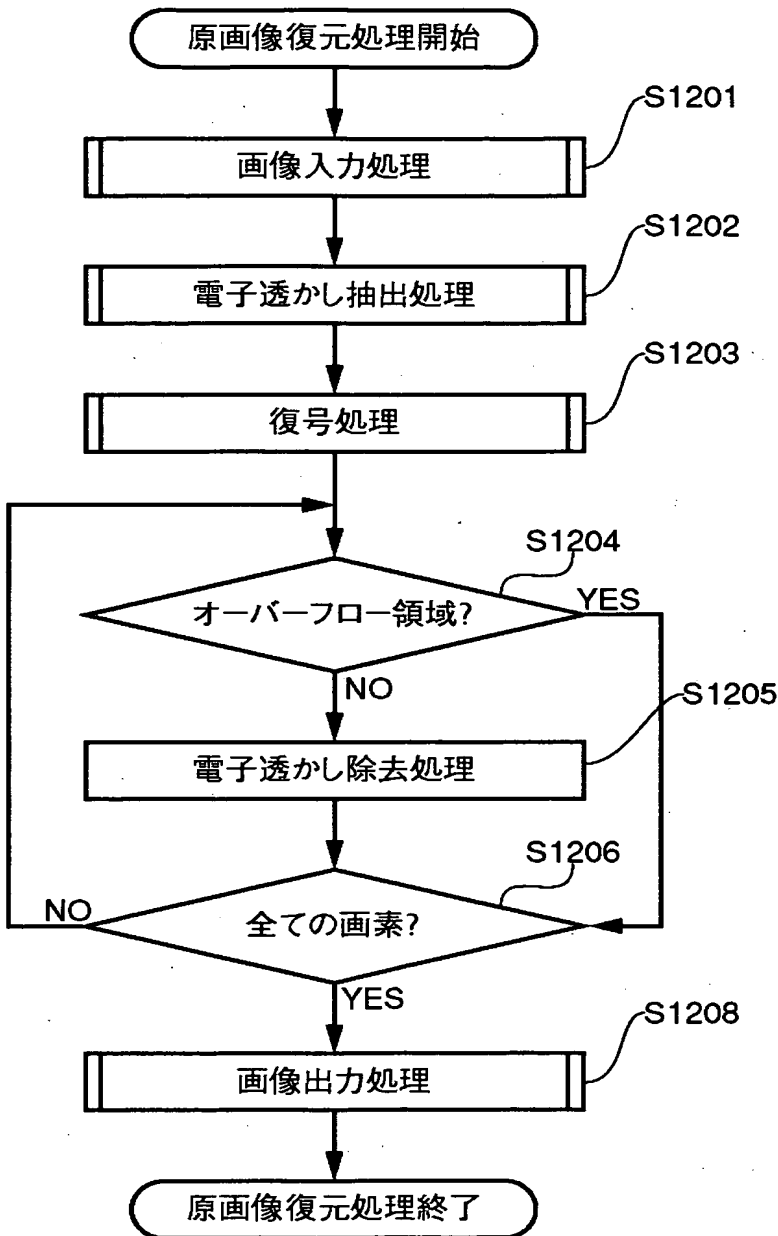 原画像復元処理開始
S1201
画像入力処理
S1202
電子透かし抽出処理
S1203
復号処理
S1204
オーバーフロー領域?
YES
NO
S1205
電子透かし除去処理
S1206
全ての画素?
NO
YES
S1208
画像出力処理
原画像復元処理終了